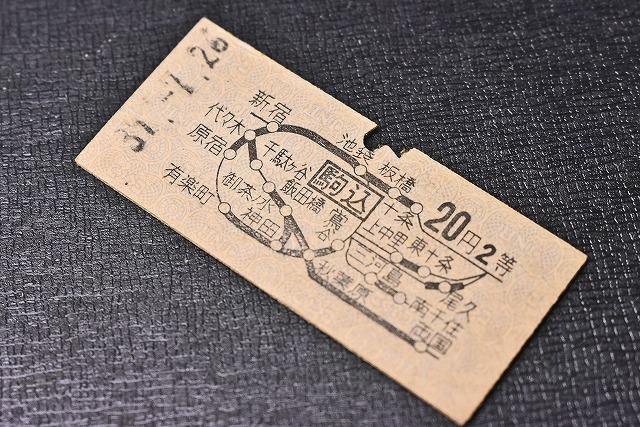 37.-7.26
新宿
代々木
原宿
有楽町
千駄ヶ谷
御茶ノ水
飯田橋
神田
池袋
板橋
駒込
十条
上中里
東十条
三河島
秋葉原
尾久
南千住
両国
20円2等